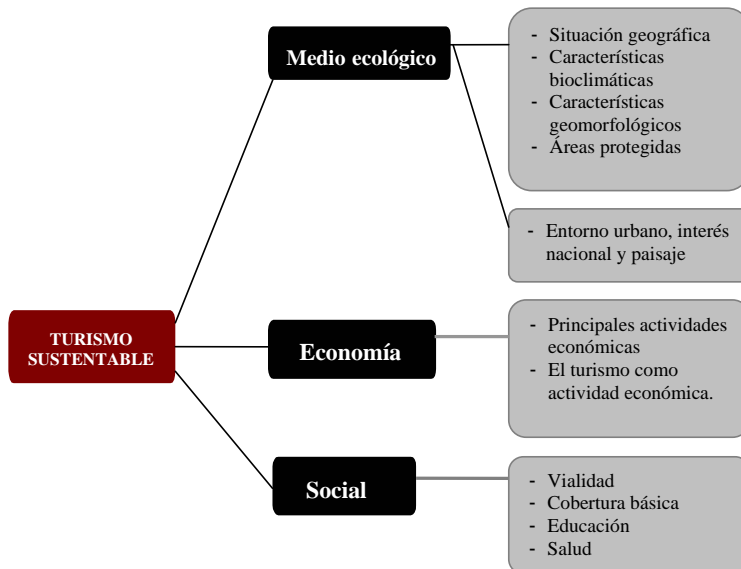 TURISMO
SUSTENTABLE
Medio ecológico
- Situación geográfica
- Características
bioclimáticas
- Características
geomorfológicos
- Áreas protegidas
- Entorno urbano, interés
nacional y paisaje
Economía
- Principales actividades
económicas
- El turismo como
actividad económica.
Social
- Vialidad
- Cobertura básica
- Educación
- Salud